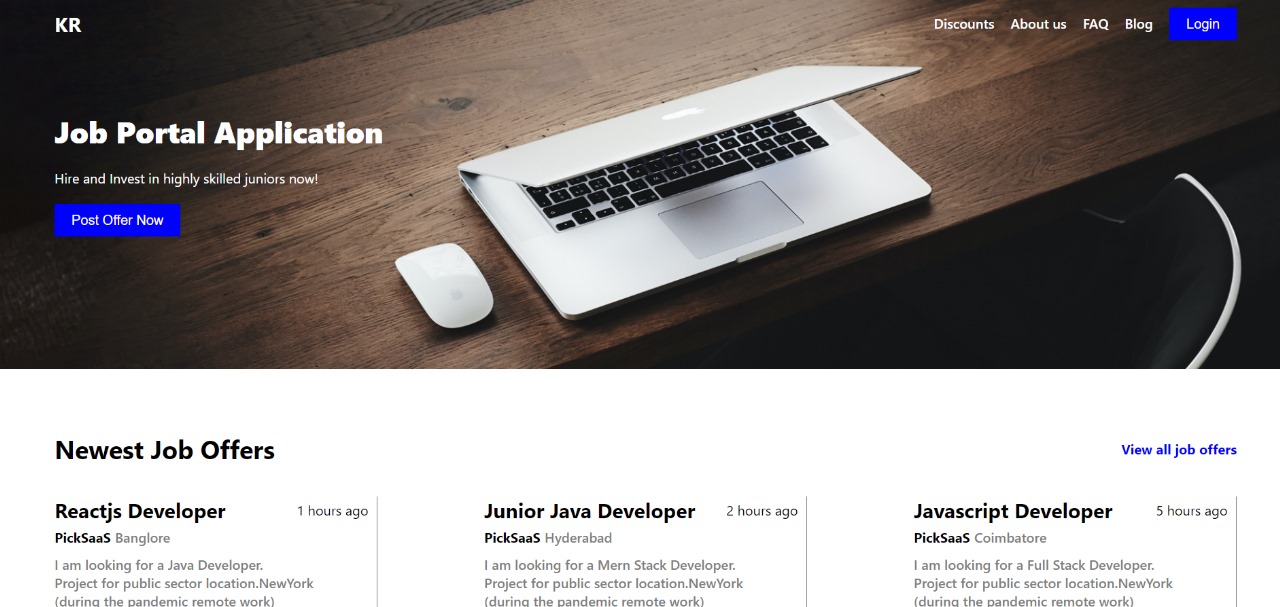 KR
Discounts About us FAQ Blog Login
Job Portal Application
Hire and Invest in highly skilled juniors now!
Post Offer Now
Newest Job Offers
View all job offers
Reactjs Developer 1 hours ago
PickSaaS Banglore
I am looking for a Java Developer.
Project for public sector location.NewYork
(during the pandemic remote work)
Junior Java Developer 2 hours ago
PickSaaS Hyderabad
I am looking for a Mern Stack Developer.
Project for public sector location.NewYork
(during the pandemic remote work)
Javascript Developer 5 hours ago
PickSaaS Coimbatore
I am looking for a Full Stack Developer.
Project for public sector location.NewYork
(during the pandemic remote work)